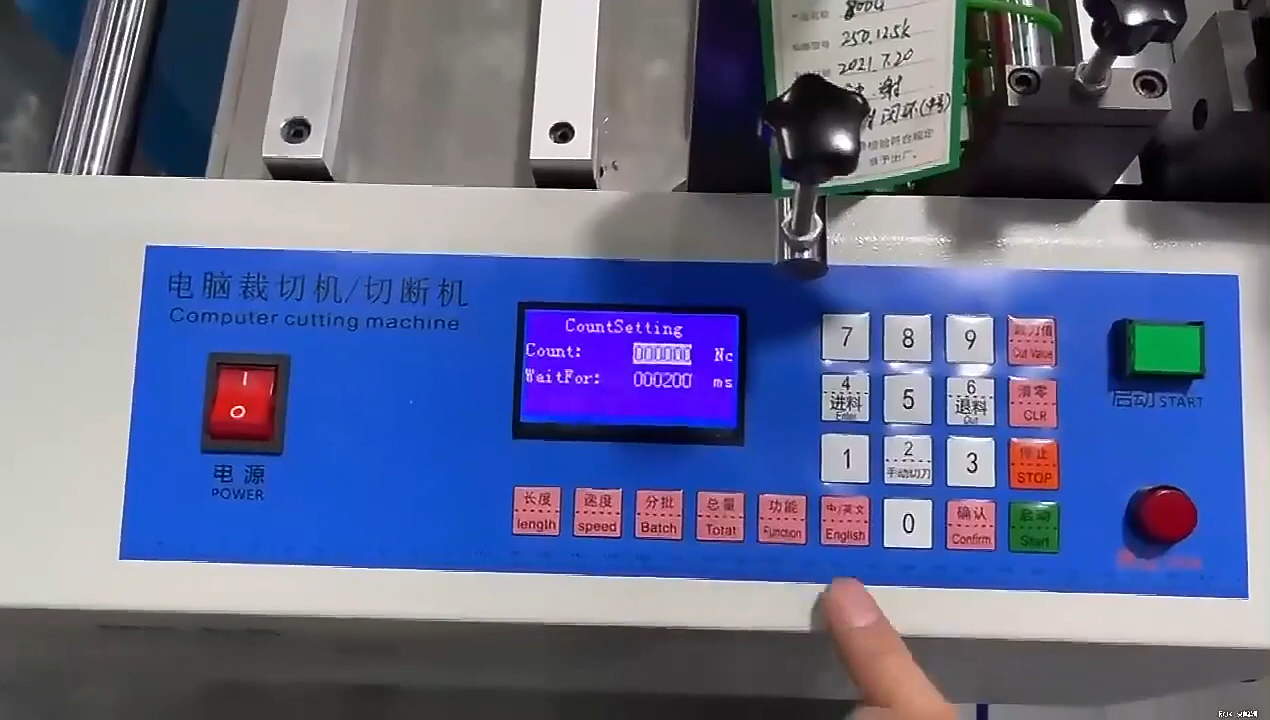 800G
250.125K
2021.7.20
电脑裁切机/切断机
Computer cutting machine
CountSetting
Count: 000000 Nc
WaitFor: 000200 ms
I
O
电源
POWER
7
8
9
Cut Value
4
进料
Enter
5
6
退料
Out
清零
CLR
1
2
手动切刀
3
停止
STOP
长度
length
速度
speed
分批
Batch
总量
Total
功能
Function
中/英文
English
0
确认
Confirm
启动
Start
启动 START